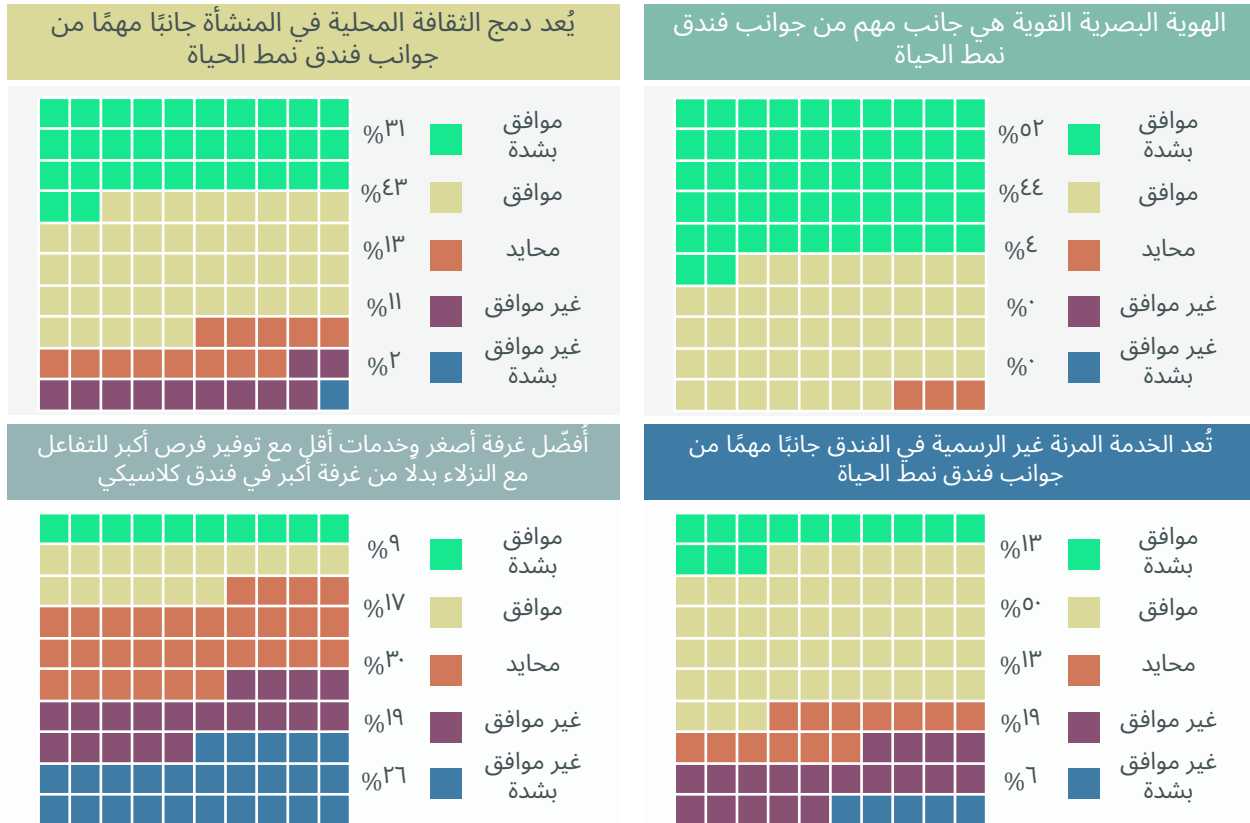 الهوية البصرية القوية هي جانب مهم من جوانب فندق
نمط الحياة
موافق
بشدة
%٥٢
موافق
%٤٤
محايد
%٤
غير موافق
%٠
غير موافق
بشدة
%٠
يُعد دمج الثقافة المحلية في المنشأة جانبًا مهمًا من
جوانب فندق نمط الحياة
موافق
بشدة
%٣١
موافق
%٤٣
محايد
%١٣
غير موافق
%١١
غير موافق
بشدة
%٢
تُعد الخدمة المرنة غير الرسمية في الفندق جانبًا مهمًا من
جوانب فندق نمط الحياة
موافق
بشدة
%١٣
موافق
%٥٠
محايد
%١٣
غير موافق
%١٩
غير موافق
بشدة
%٦
أُفضّل غرفة أصغر وخدمات أقل مع توفير فرص أكبر للتفاعل
مع النزلاء بدلًا من غرفة أكبر في فندق كلاسيكي
موافق
بشدة
%٩
موافق
%١٧
محايد
%٣٠
غير موافق
%١٩
غير موافق
بشدة
%٢٦